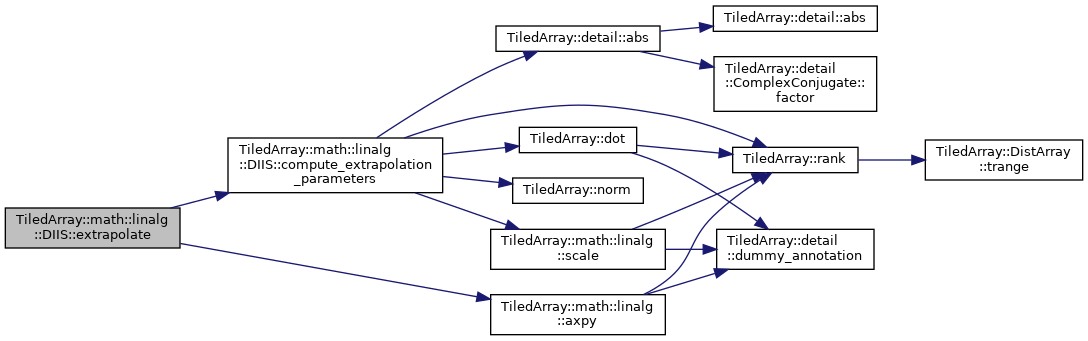 TiledArray::math::linalg
::DIIS::extrapolate
TiledArray::math::linalg
::DIIS::compute_extrapolation
_parameters
TiledArray::detail::abs
TiledArray::dot
TiledArray::norm
TiledArray::math::linalg
::scale
TiledArray::math::linalg
::axpy
TiledArray::detail::abs
TiledArray::detail
::ComplexConjugate::
factor
TiledArray::rank
TiledArray::detail
::dummy_annotation
TiledArray::DistArray
::trange